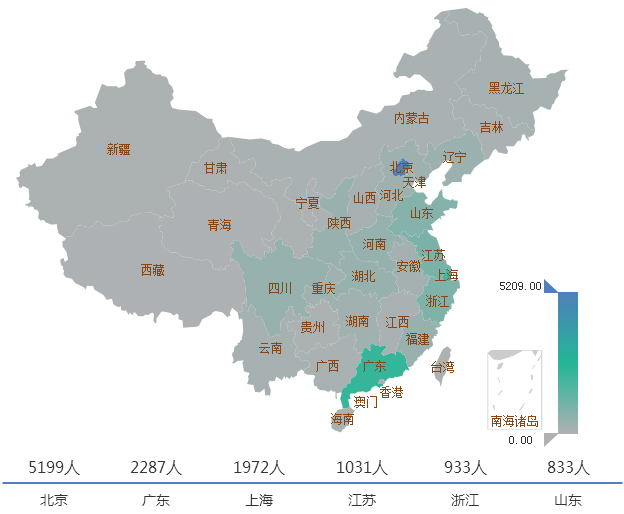 黑龙江
内蒙古
吉林
新疆
辽宁
甘肃
北京
天津
宁夏
山西
河北
山东
青海
陕西
河南
江苏
西藏
安徽
上海
湖北
四川
重庆
浙江
5209.00
贵州
湖南
江西
福建
云南
广西
广东
台湾
香港
澳门
海南
南海诸岛
0.00
5199人 2287人 1972人 1031人 933人 833人
北京 广东 上海 江苏 浙江 山东